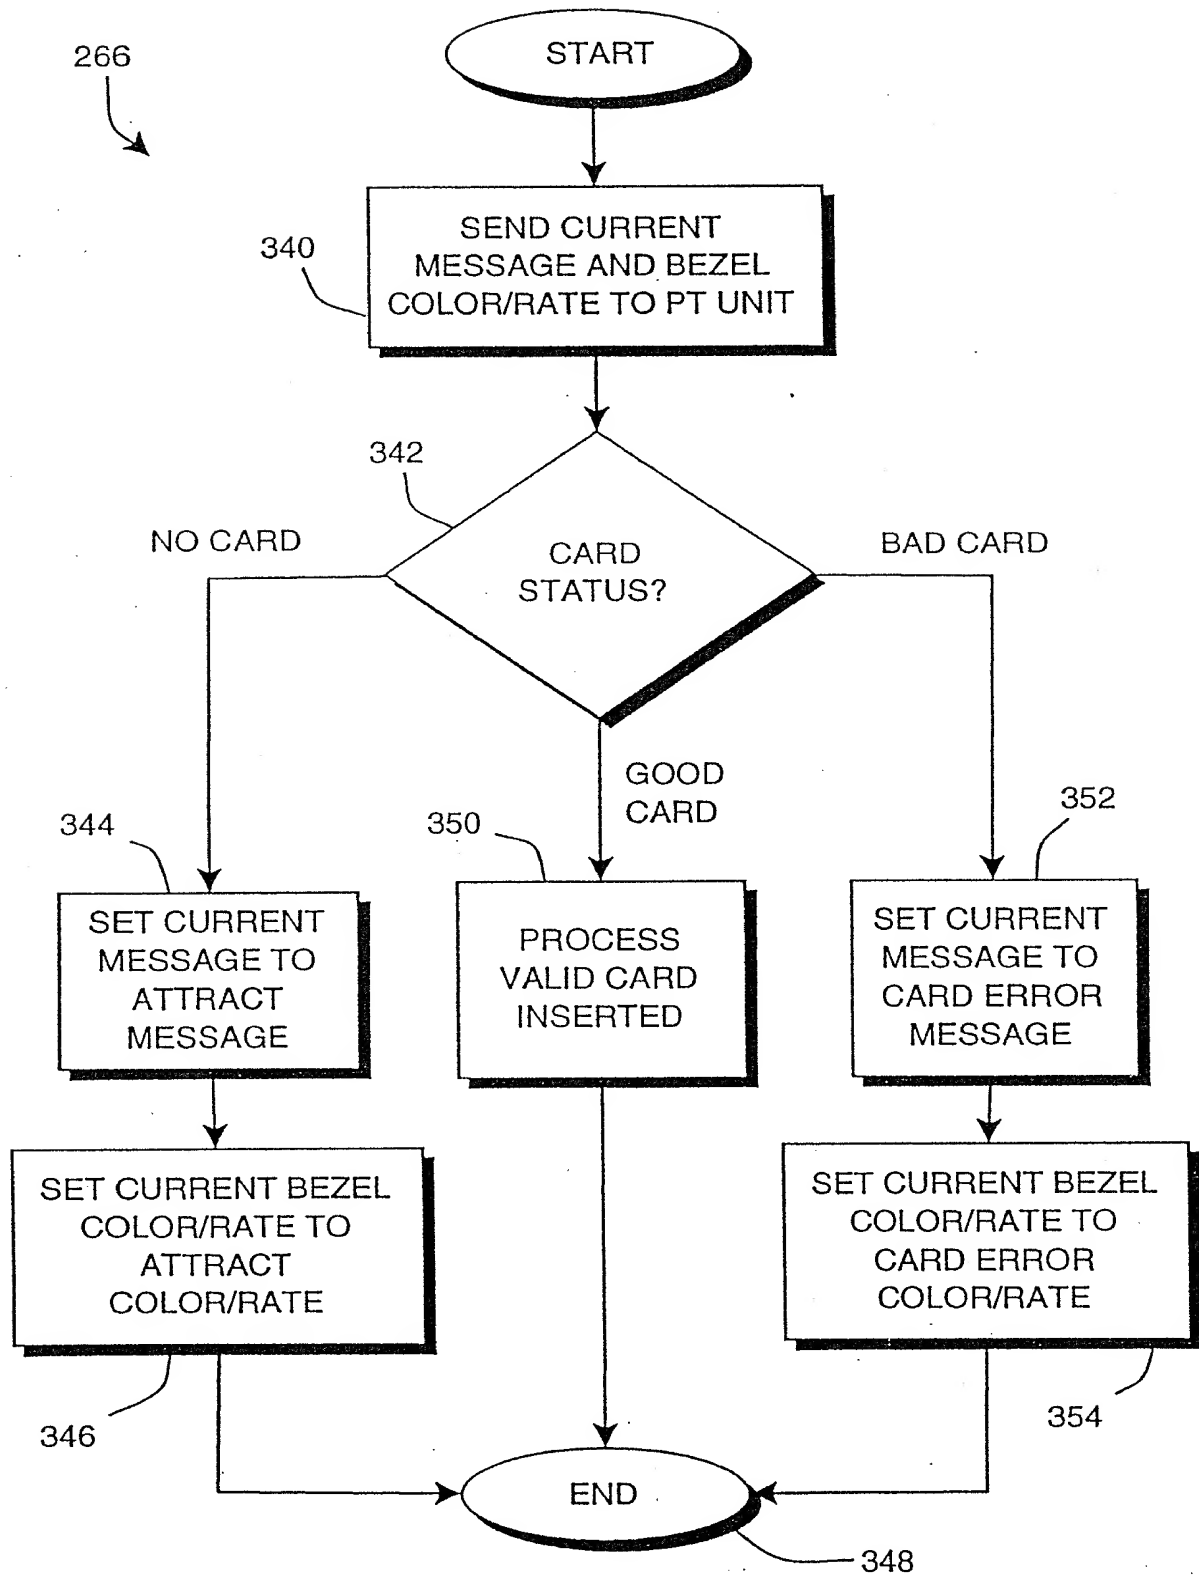 266
START
340
SEND CURRENT
MESSAGE AND BEZEL
COLOR/RATE TO PT UNIT
342
NO CARD
CARD
STATUS?
BAD CARD
GOOD
CARD
344
SET CURRENT
MESSAGE TO
ATTRACT
MESSAGE
350
PROCESS
VALID CARD
INSERTED
352
SET CURRENT
MESSAGE TO
CARD ERROR
MESSAGE
SET CURRENT BEZEL
COLOR/RATE TO
ATTRACT
COLOR/RATE
346
SET CURRENT BEZEL
COLOR/RATE TO
CARD ERROR
COLOR/RATE
354
END
348